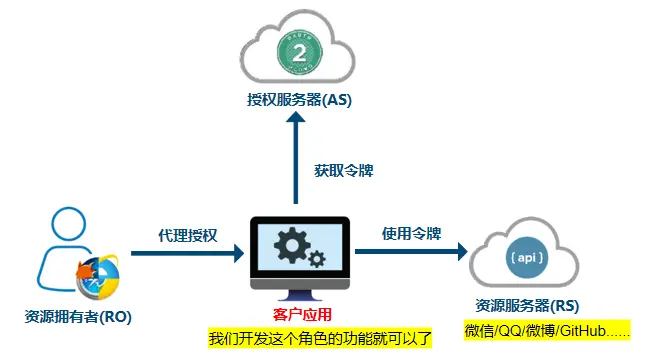 2
授权服务器(AS)
获取令牌
代理授权
使用令牌
{ api }
资源拥有者(RO)
客户应用
资源服务器(RS)
我们开发这个角色的功能就可以了
微信/QQ/微博/GitHub......